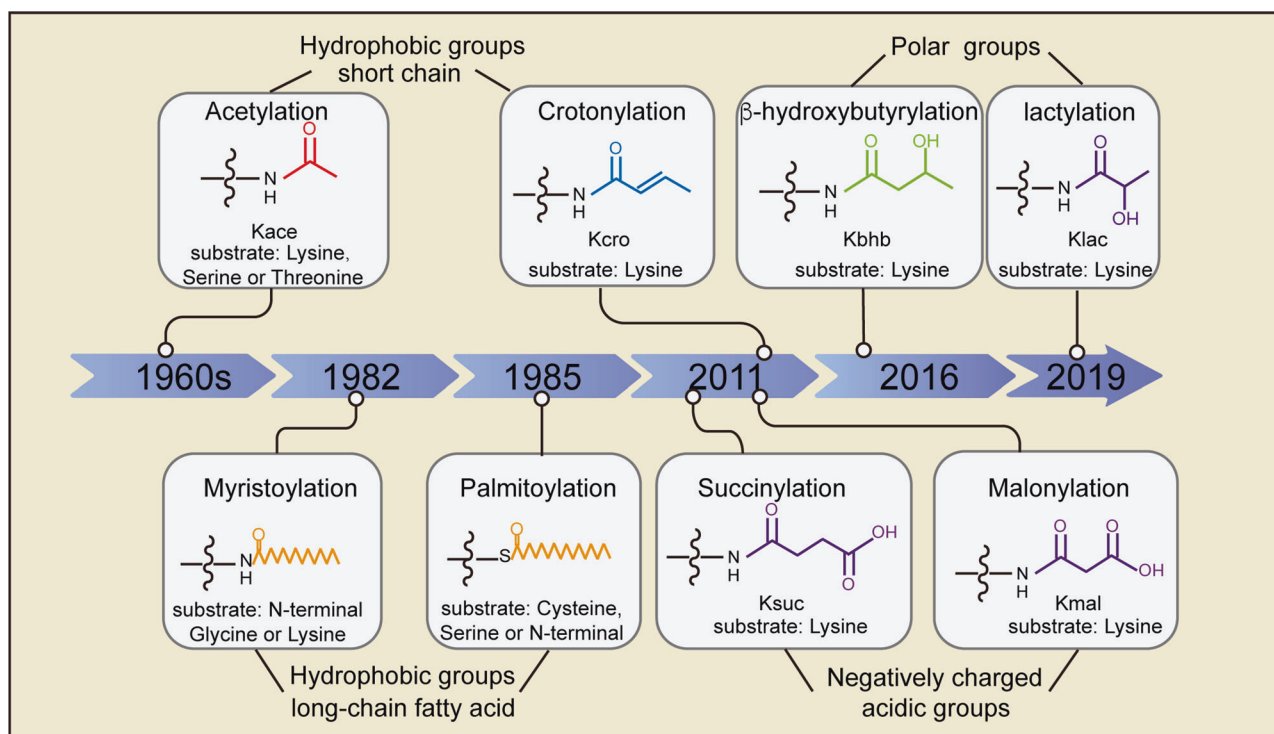 Hydrophobic groups
short chain
Polar groups
Acetylation
O
N
H
Kace
substrate: Lysine,
Serine or Threonine
Crotonylation
O
N
H
Kcro
substrate: Lysine
β-hydroxybutyrylation
O
OH
N
H
Kbhb
substrate: Lysine
lactylation
O
N
H
OH
Klac
substrate: Lysine
1960s
1982
1985
2011
2016
2019
Myristoylation
O
N
H
substrate: N-terminal
Glycine or Lysine
Palmitoylation
O
S
substrate: Cysteine,
Serine or N-terminal
Succinylation
O
OH
N
H
O
Ksuc
substrate: Lysine
Malonylation
O
O
N
H
OH
Kmal
substrate: Lysine
Hydrophobic groups
long-chain fatty acid
Negatively charged
acidic groups